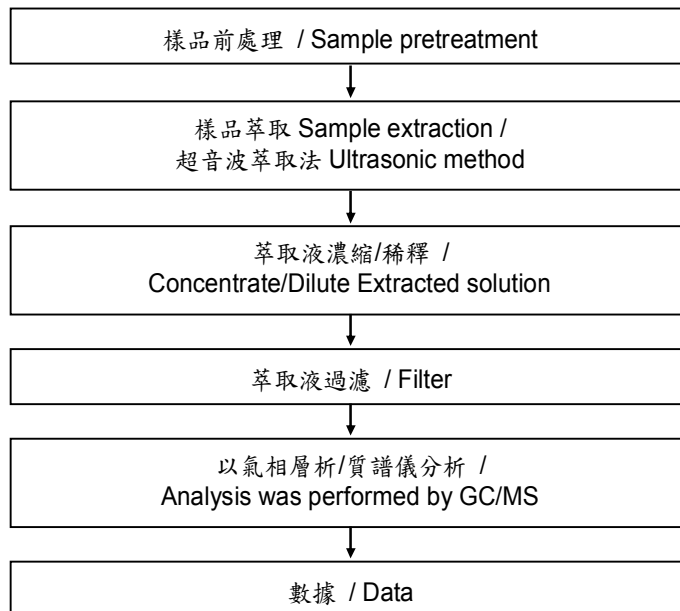 樣品前處理 / Sample pretreatment
樣品萃取 Sample extraction /
超音波萃取法 Ultrasonic method
萃取液濃縮/稀釋 /
Concentrate/Dilute Extracted solution
萃取液過濾 / Filter
以氣相層析/質譜儀分析 /
Analysis was performed by GC/MS
數據 / Data